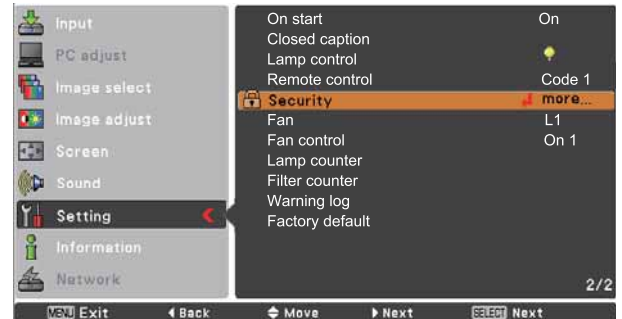 Input
PC adjust
Image select
Image adjust
Screen
Sound
Setting
Information
Network
On start On
Closed caption
Lamp control
Remote control Code 1
Security more...
Fan L1
Fan control On 1
Lamp counter
Filter counter
Warning log
Factory default
2/2
MENU Exit Back Move Next SELECT Next